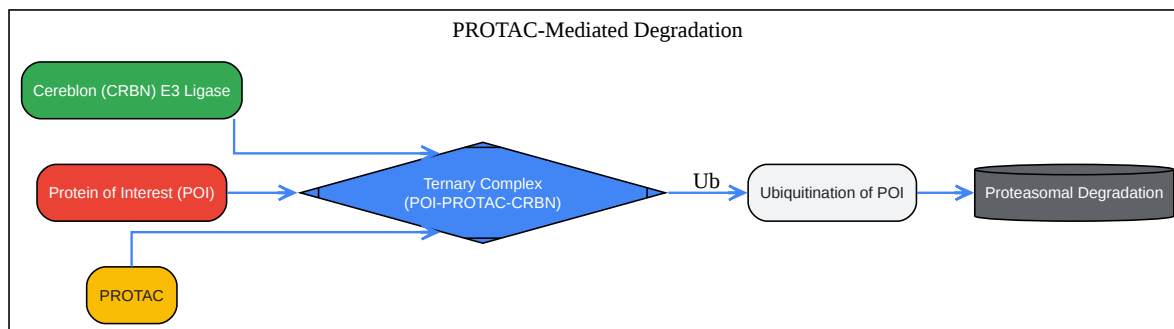 PROTAC-Mediated Degradation
Cereblon (CRBN) E3 Ligase
Protein of Interest (POI)
PROTAC
Ternary Complex
(POI-PROTAC-CRBN)
Ub
Ubiquitination of POI
Proteasomal Degradation